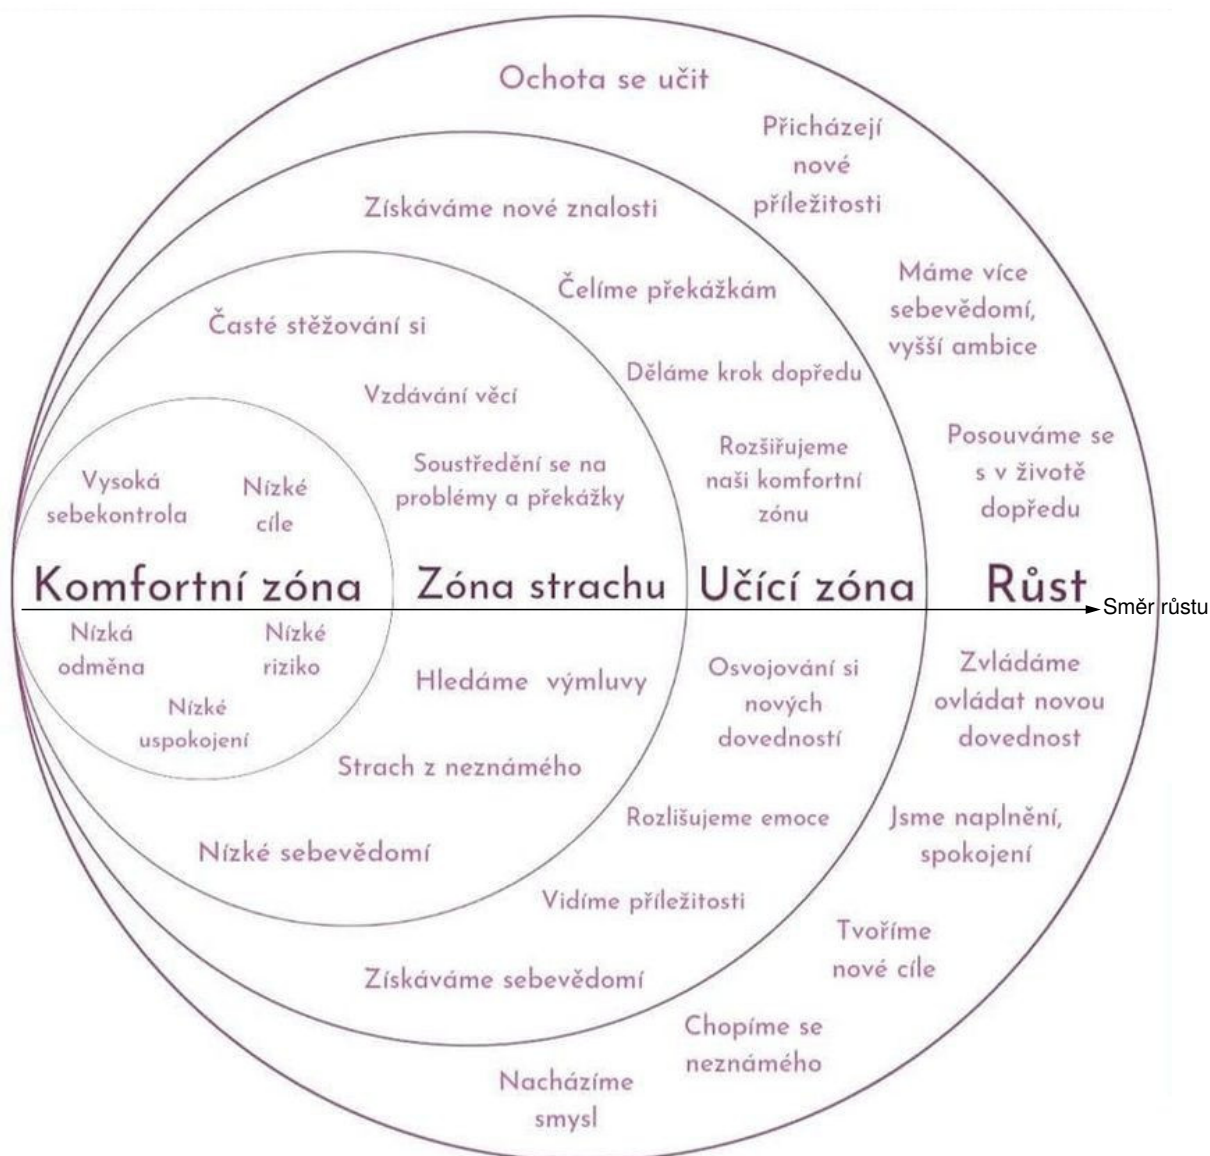 Ochota se učit
Přicházejí
nové
příležitosti
Získáváme nové znalosti
Čelíme překážkám
Máme více
sebevědomí,
vyšší ambice
Časté stěžování si
Děláme krok dopředu
Vzdávání věcí
Posouváme se
s v životě
dopředu
Rozšiřujeme
naši komfortní
zónu
Soustředění se na
problémy a překážky
Vysoká
sebekontrola
Nízké
cíle
Komfortní zóna
Zóna strachu
Učící zóna
Růst
Směr růstu
Nízká
odměna
Nízké
riziko
Nízké
uspokojení
Hledáme výmluvy
Osvojování si
nových
dovedností
Zvládáme
ovládat novou
dovednost
Strach z neznámého
Rozlišujeme emoce
Jsme naplnění,
spokojení
Nízké sebevědomí
Vidíme příležitosti
Tvoříme
nové cíle
Získáváme sebevědomí
Chopíme se
neznámého
Nacházíme
smysl